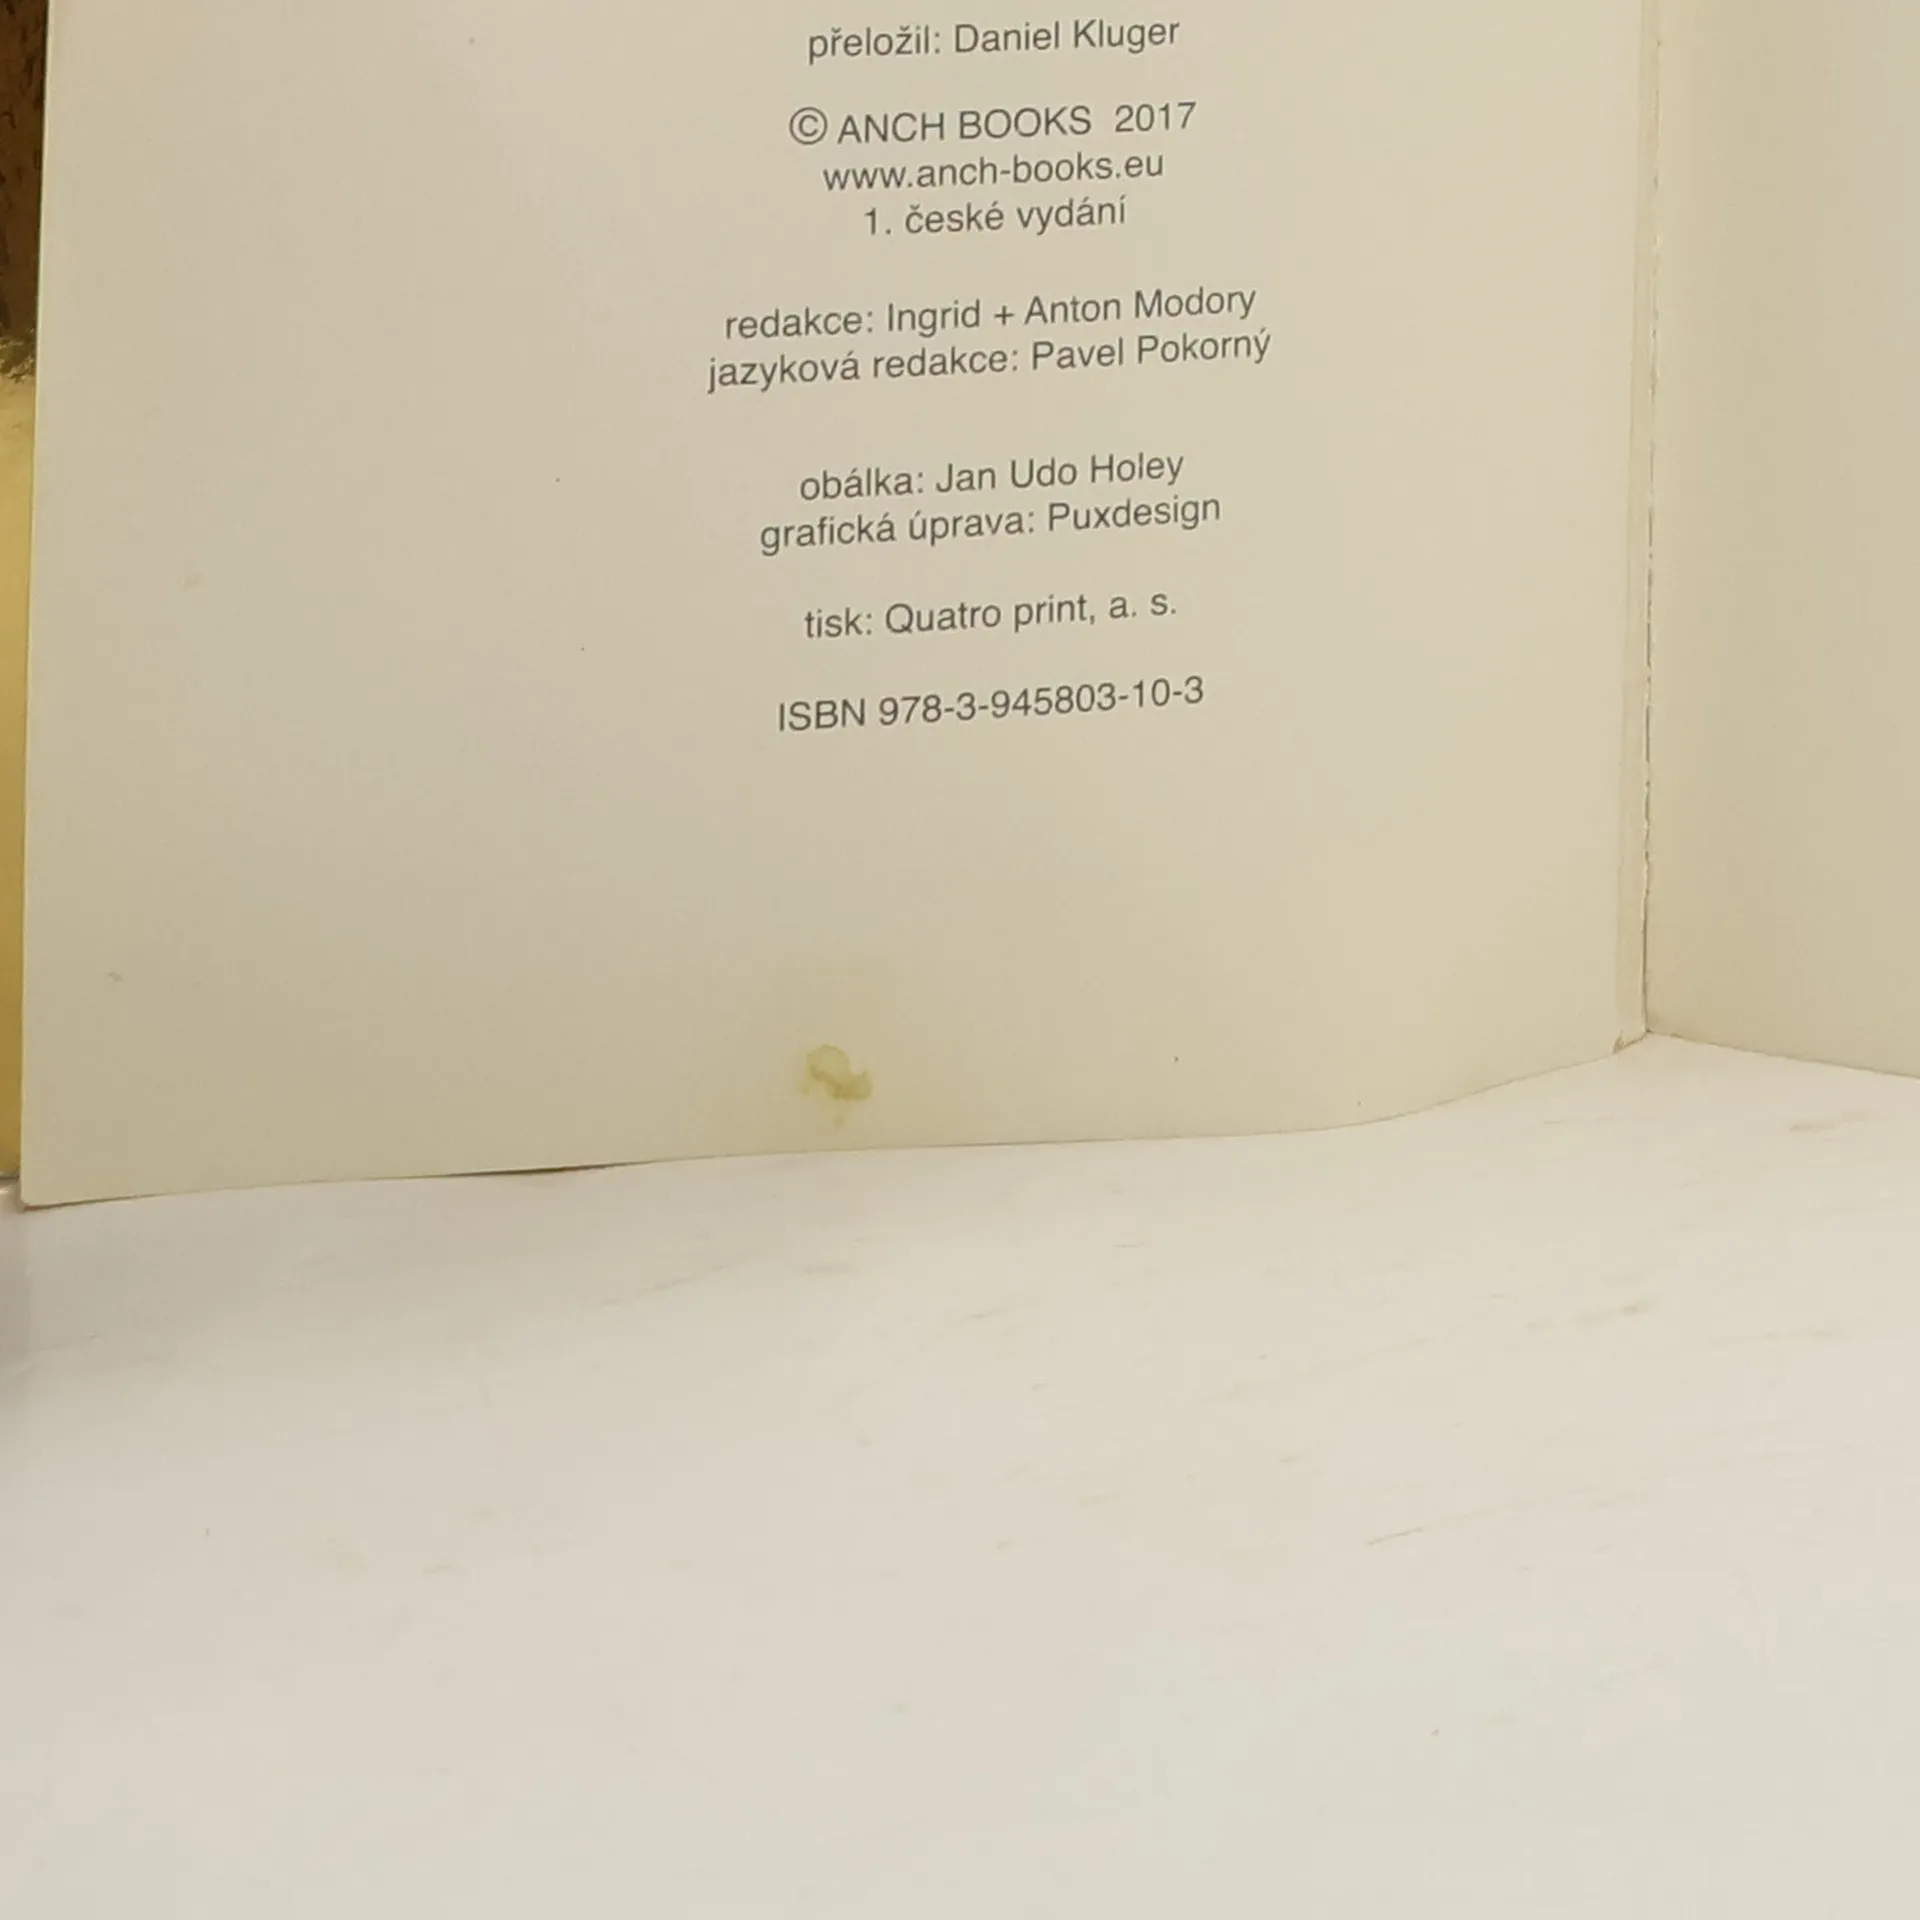 přeložil: Daniel Kluger
© ANCH BOOKS 2017
www.anch-books.eu
1. české vydání
redakce: Ingrid + Anton Modory
jazyková redakce: Pavel Pokorný
obálka: Jan Udo Holey
grafická úprava: Puxdesign
tisk: Quatro print, a. s.
ISBN 978-3-945803-10-3